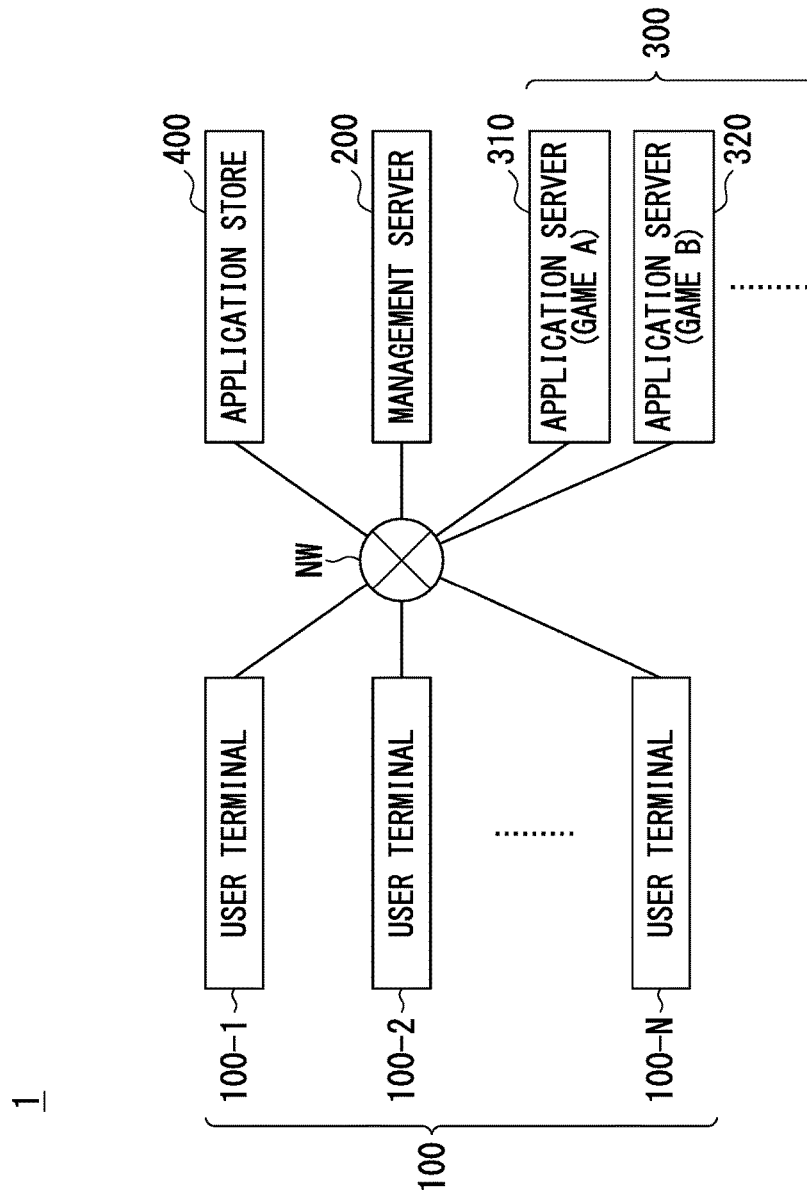 1
100
100-1
USER TERMINAL
100-2
USER TERMINAL
100-N
USER TERMINAL
NW
400
APPLICATION STORE
200
MANAGEMENT SERVER
310
APPLICATION SERVER
(GAME A)
APPLICATION SERVER
(GAME B)
320
300